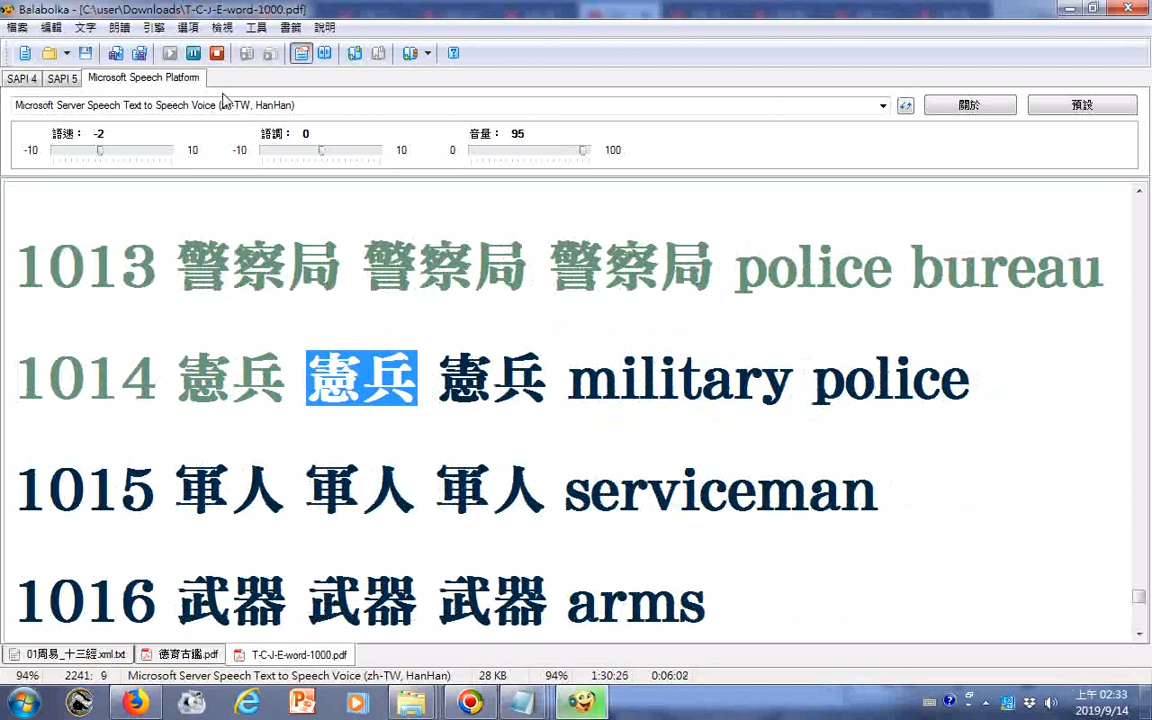 Balabolka - [C:\user\Downloads\T-C-J-E-word-1000.pdf]
檔案 編輯 文字 朗讀 引擎 選項 檢視 工具 書籤 說明
SAPI 4 SAPI 5 Microsoft Speech Platform
Microsoft Server Speech Text to Speech Voice (zh-TW, HanHan) 關於 預設
語速： -2 語調： 0 音量： 95
-10 10 -10 10 0 100
1013 警察局 警察局 警察局 police bureau
1014 憲兵 憲兵 憲兵 military police
1015 軍人 軍人 軍人 serviceman
1016 武器 武器 武器 arms
01周易_十三經.xml.txt 德育古鑑.pdf T-C-J-E-word-1000.pdf
94% 2241: 9 Microsoft Server Speech Text to Speech Voice (zh-TW, HanHan) 28 KB 94% 1:30:26 0:06:02
上午 02:33
2019/9/14